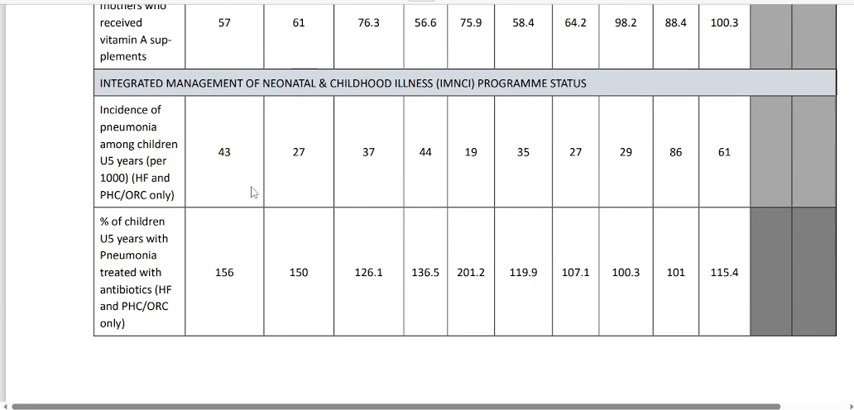 mothers who
received
vitamin A sup-
plements
57 61 76.3 56.6 75.9 58.4 64.2 98.2 88.4 100.3
INTEGRATED MANAGEMENT OF NEONATAL & CHILDHOOD ILLNESS (IMNCI) PROGRAMME STATUS
Incidence of
pneumonia
among children
U5 years (per
1000) (HF and
PHC/ORC only)
43 27 37 44 19 35 27 29 86 61
% of children
U5 years with
Pneumonia
treated with
antibiotics (HF
and PHC/ORC
only)
156 150 126.1 136.5 201.2 119.9 107.1 100.3 101 115.4